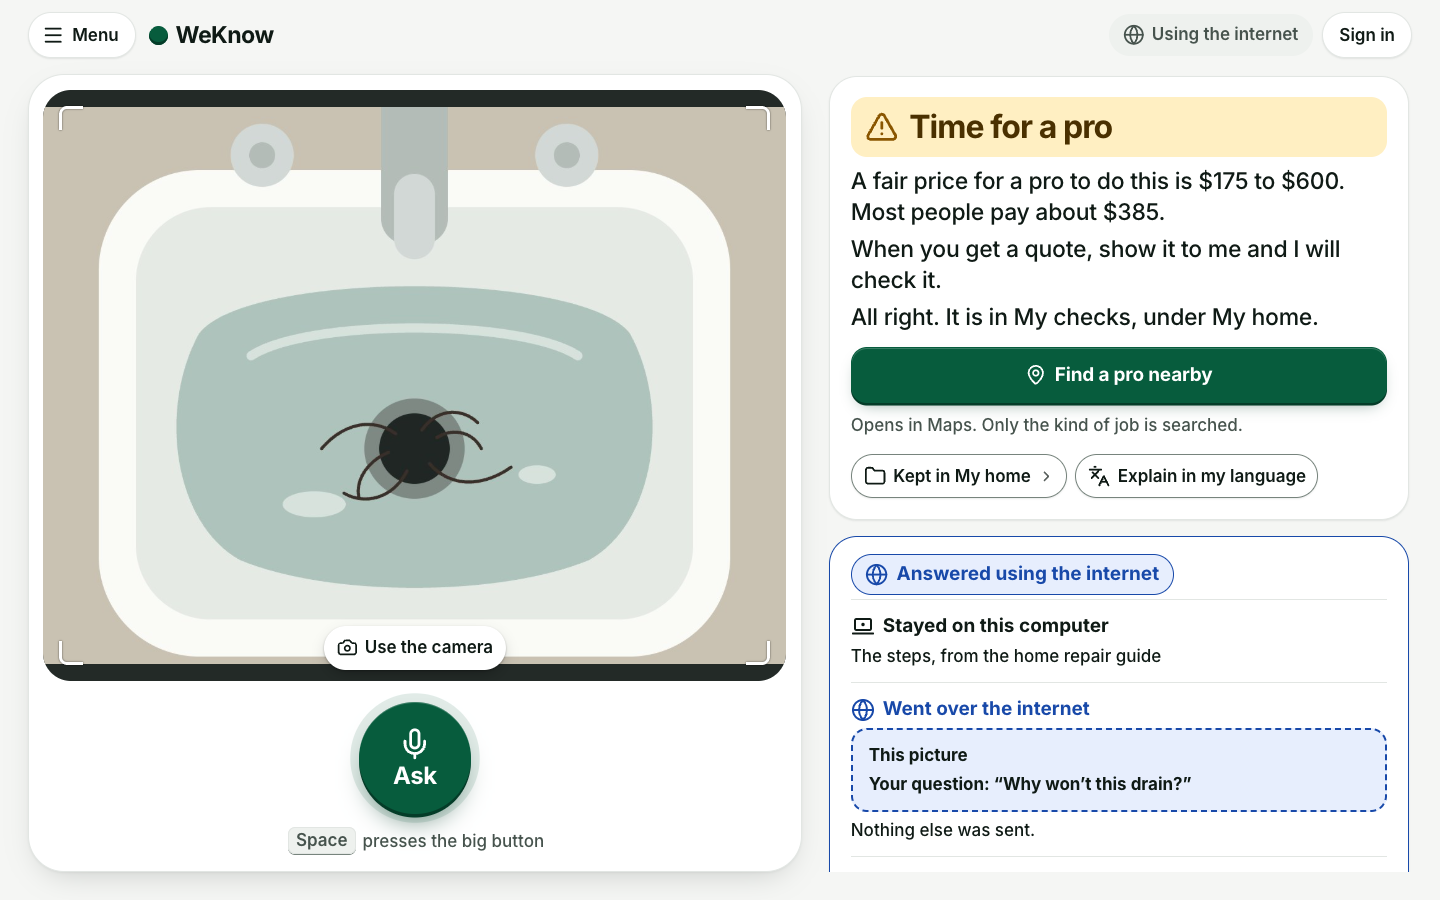 Menu
WeKnow
Using the internet
Sign in
Time for a pro
A fair price for a pro to do this is $175 to $600.
Most people pay about $385.
When you get a quote, show it to me and I will
check it.
All right. It is in My checks, under My home.
Find a pro nearby
Opens in Maps. Only the kind of job is searched.
Kept in My home
Explain in my language
Answered using the internet
Stayed on this computer
The steps, from the home repair guide
Went over the internet
This picture
Your question: “Why won’t this drain?”
Nothing else was sent.
Use the camera
Ask
Space presses the big button